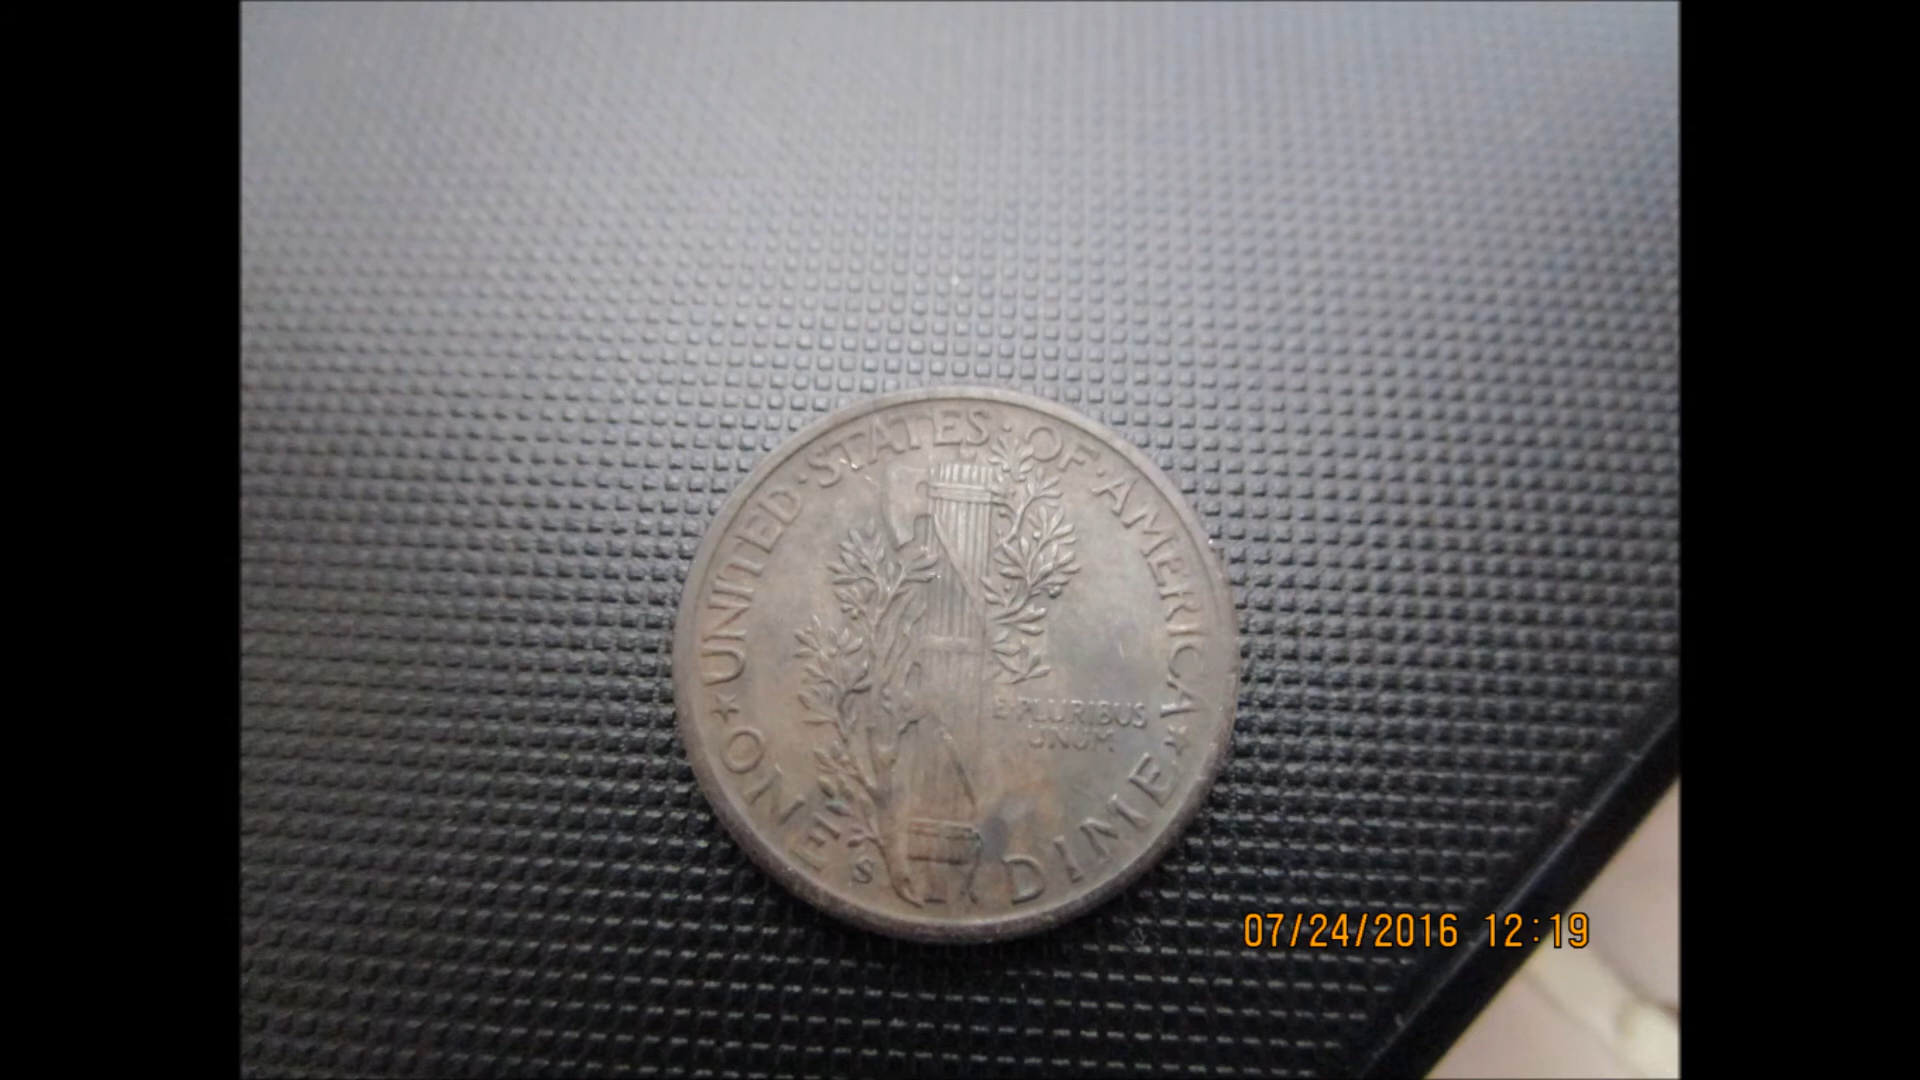 UNITED·STATES·OF·AMERICA
E·PLURIBUS
UNUM
ONE DIME
S
07/24/2016 12:19